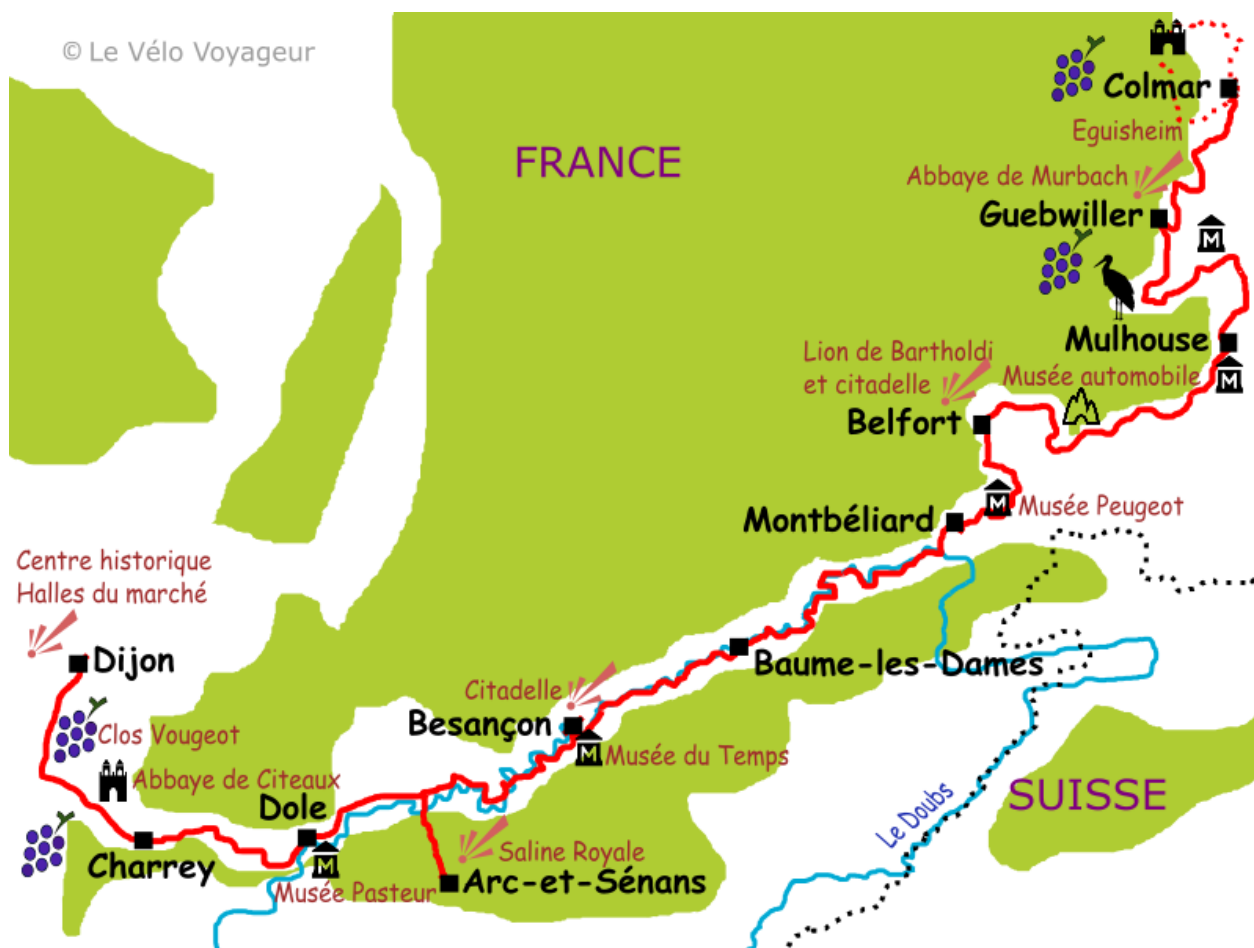 © Le Vélo Voyageur
Colmar
Eguisheim
FRANCE
Abbaye de Murbach
Guebwiller
M
Mulhouse
Lion de Bartholdi
et citadelle
Musée automobile
M
Belfort
M
Musée Peugeot
Montbéliard
Centre historique
Halles du marché
Dijon
Baume-les-Dames
Citadelle
Besançon
Clos Vougeot
M
Musée du Temps
Abbaye de Citeaux
SUISSE
Dole
Le Doubs
Charrey
M
Saline Royale
Musée Pasteur
Arc-et-Sénans